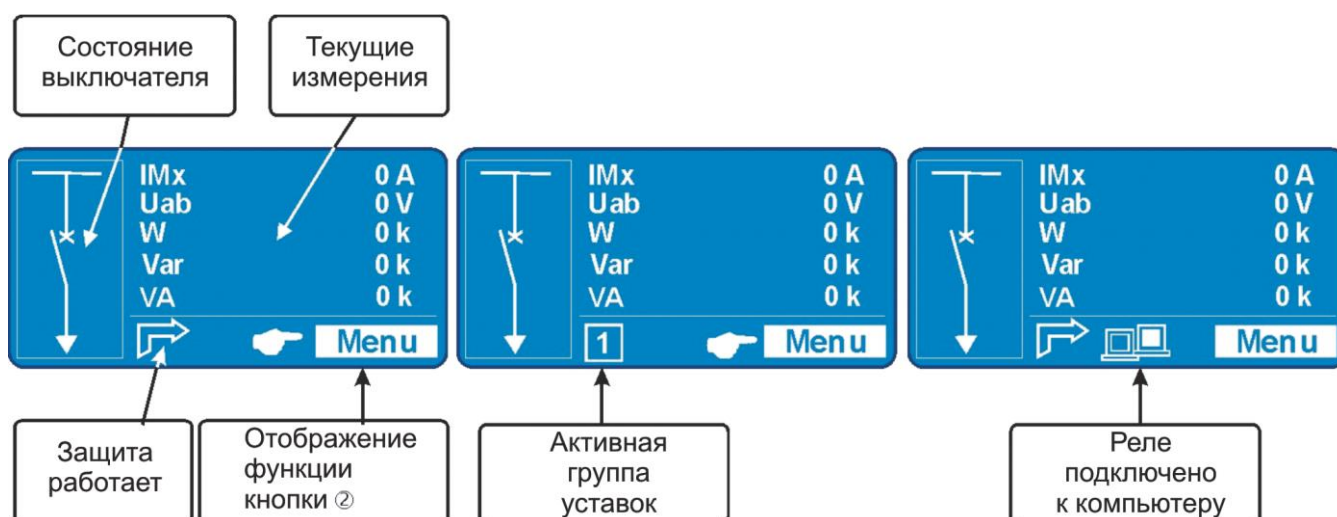 Состояние
выключателя
Текущие
измерения
IMx 0 A
Uab 0 V
W 0 k
Var 0 k
VA 0 k
Menu
IMx 0 A
Uab 0 V
W 0 k
Var 0 k
VA 0 k
1 Menu
IMx 0 A
Uab 0 V
W 0 k
Var 0 k
VA 0 k
Menu
Защита
работает
Отображение
функции
кнопки ②
Активная
группа
уставок
Реле
подключено
к компьютеру